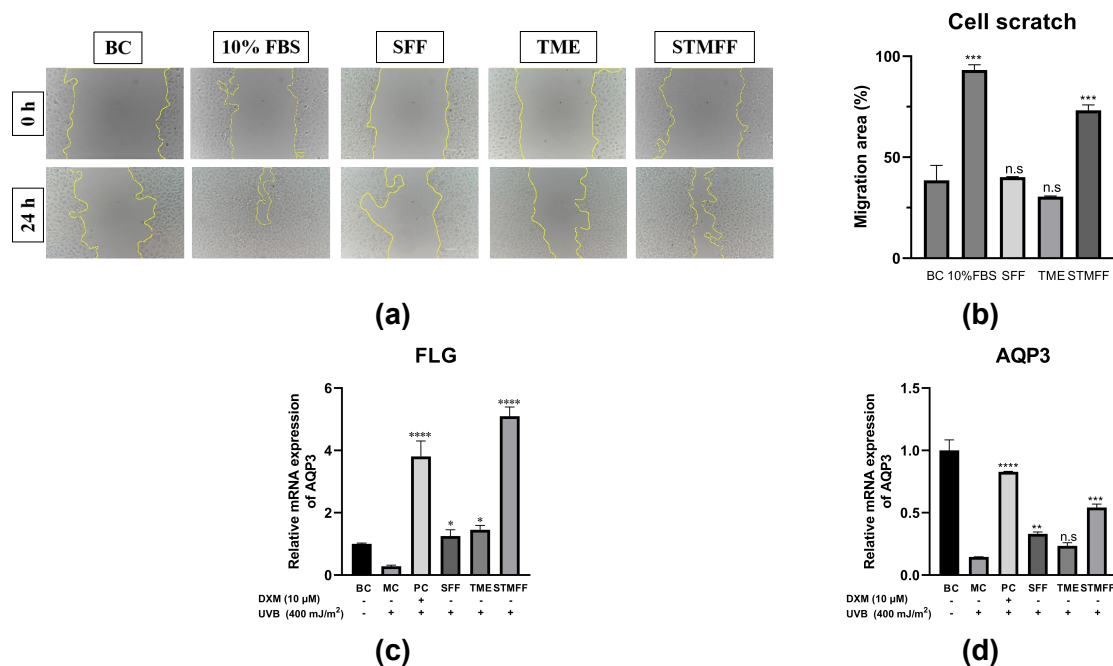 BC
10% FBS
SFF
TME
STMFF
0 h
24 h
(a)
Cell scratch
Migration area (%)
100
50
0
***
n.s
n.s
***
BC
10%FBS
SFF
TME
STMFF
(b)
FLG
Relative mRNA expression
of AQP3
6
4
2
0
****
*
*
****
BC
MC
PC
SFF
TME
STMFF
DXM (10 μM)
-
-
+
-
-
-
UVB (400 mJ/m²)
-
+
+
+
+
+
(c)
AQP3
Relative mRNA expression
of AQP3
1.5
1.0
0.5
0.0
****
**
n.s
***
BC
MC
PC
SFF
TME
STMFF
DXM (10 μM)
-
-
+
-
-
-
UVB (400 mJ/m²)
-
+
+
+
+
+
(d)